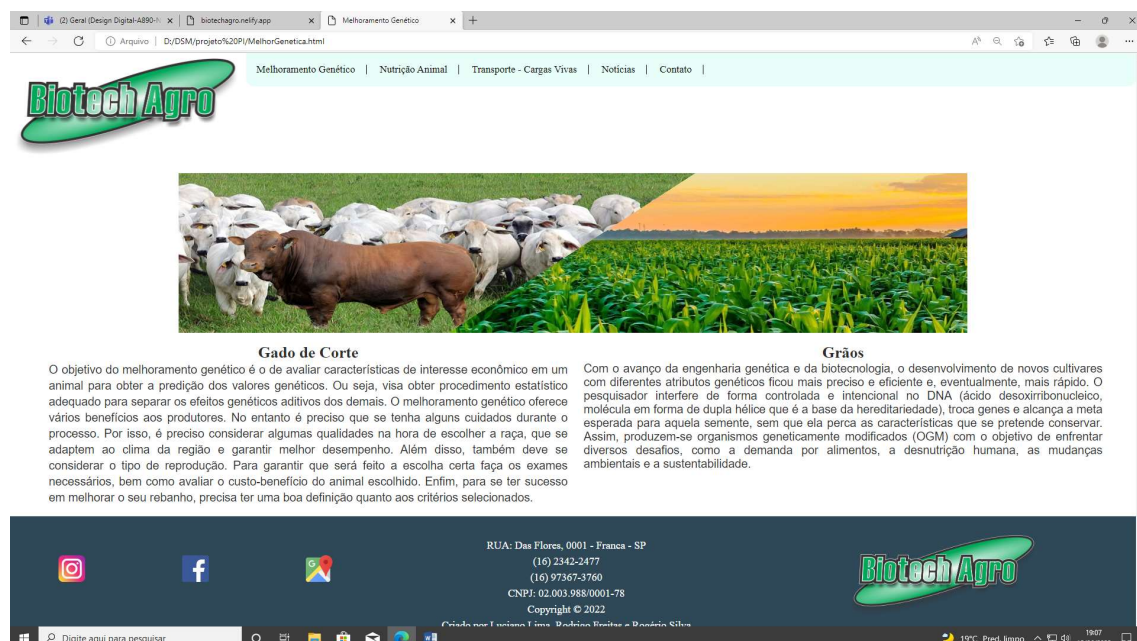 (2) Geral (Design Digital-A890-N
biotechagro.nelify.app
Melhoramento Genético
Arquivo | D:/DSM/projeto%20PI/MelhorGenetica.html
Biotech Agro
Melhoramento Genético | Nutrição Animal | Transporte - Cargas Vivas | Noticias | Contato |
Gado de Corte
O objetivo do melhoramento genético é o de avaliar características de interesse econômico em um
animal para obter a predição dos valores genéticos. Ou seja, visa obter procedimento estatístico
adequado para separar os efeitos genéticos aditivos dos demais. O melhoramento genético oferece
vários benefícios aos produtores. No entanto é preciso que se tenha alguns cuidados durante o
processo. Por isso, é preciso considerar algumas qualidades na hora de escolher a raça, que se
adaptem ao clima da região e garantir melhor desempenho. Além disso, também deve se
considerar o tipo de reprodução. Para garantir que será feito a escolha certa faça os exames
necessários, bem como avaliar o custo-benefício do animal escolhido. Enfim, para se ter sucesso
em melhorar o seu rebanho, precisa ter uma boa definição quanto aos critérios selecionados.
Grãos
Com o avanço da engenharia genética e da biotecnologia, o desenvolvimento de novos cultivares
com diferentes atributos genéticos ficou mais preciso e eficiente e, eventualmente, mais rápido. O
pesquisador interfere de forma controlada e intencional no DNA (ácido desoxirribonucleico,
molécula em forma de dupla hélice que é a base da hereditariedade), troca genes e alcança a meta
esperada para aquela semente, sem que ela perca as características que se pretende conservar.
Assim, produzem-se organismos geneticamente modificados (OGM) com o objetivo de enfrentar
diversos desafios, como a demanda por alimentos, a desnutrição humana, as mudanças
ambientais e a sustentabilidade.
RUA: Das Flores, 0001 - Franca - SP
(16) 2342-2477
(16) 97367-3760
CNPJ: 02.003.988/0001-78
Copyright © 2022
Criado por Luciano Lima, Rodrigo Freitas e Rogério Silva
Biotech Agro
Digite aqui para pesquisar
19°C Pred. limpo
19:07